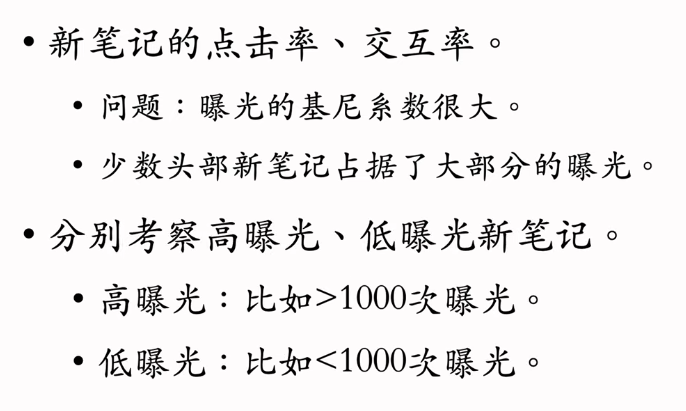 • 新笔记的点击率、交互率。
• 问题：曝光的基尼系数很大。
• 少数头部新笔记占据了大部分的曝光。
• 分别考察高曝光、低曝光新笔记。
• 高曝光：比如>1000次曝光。
• 低曝光：比如<1000次曝光。